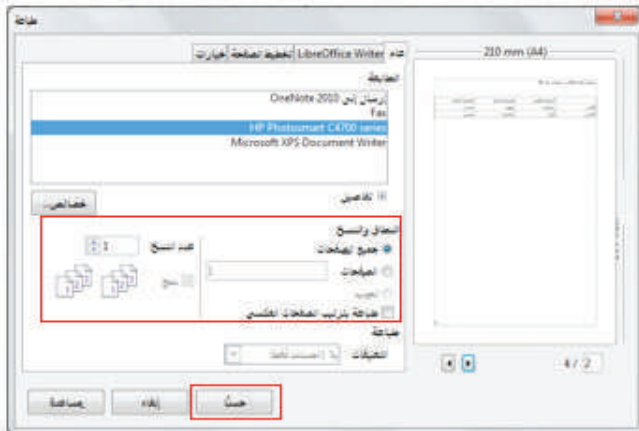 طباعة
عام LibreOffice Writer تخطيط الصفحة خيارات
210 mm (A4)
الطابعة
إرسال إلى OneNote 2010
Fax
HP Photosmart C4700 series
Microsoft XPS Document Writer
تفاصيل
خصائص...
النطاق والنسخ
جميع الصفحات
عدد النسخ 1
الصفحات 1
طباعة بترتيب الصفحات العكسي
طباعة
التعليقات
4 / 2
حسنًا
إلغاء
مساعدة